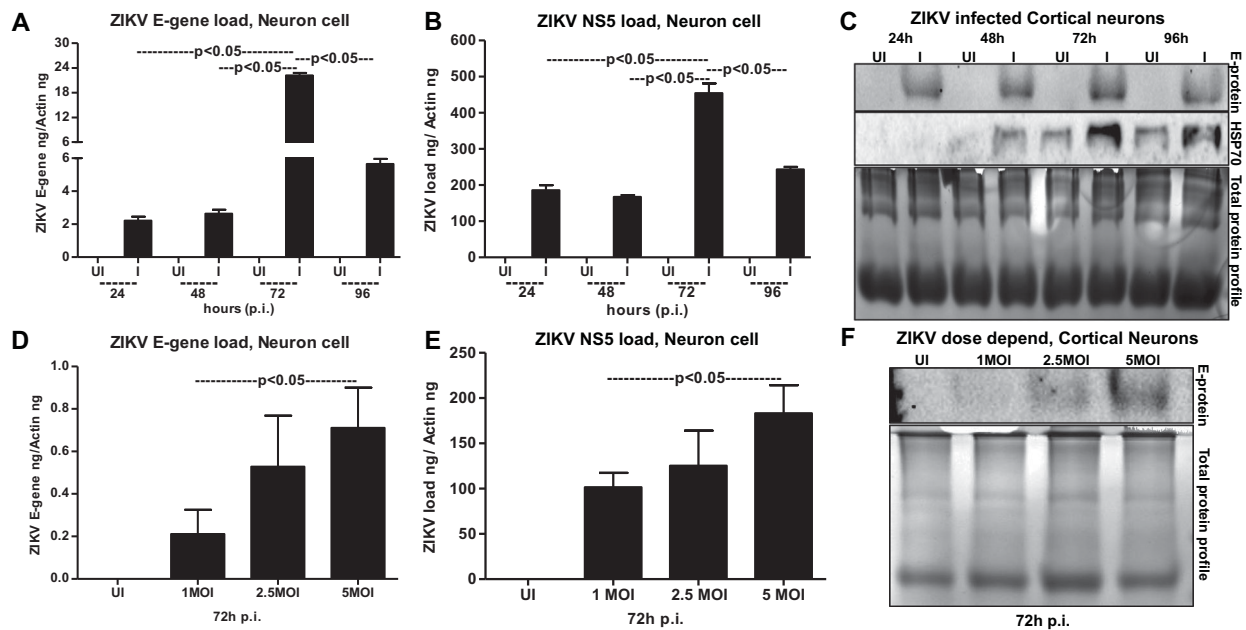 A
ZIKV E-gene load, Neuron cell
ZIKV E-gene ng/Actin ng
30
24
18
12
6
6
4
2
0
------------p<0.05------------
---p<0.05---
---p<0.05---
UI I UI I UI I UI I
24 48 72 96
hours (p.i.)
B
ZIKV NS5 load, Neuron cell
ZIKV load ng/ Actin ng
600
500
400
300
200
100
0
------------p<0.05------------
---p<0.05---
---p<0.05---
UI I UI I UI I UI I
24 48 72 96
hours (p.i.)
C
ZIKV infected Cortical neurons
24h 48h 72h 96h
UI I UI I UI I UI I
E-protein
HSP70
Total protein profile
D
ZIKV E-gene load, Neuron cell
ZIKV E-gene ng/Actin ng
1.0
0.8
0.6
0.4
0.2
0.0
----------p<0.05--------
UI 1MOI 2.5MOI 5MOI
72h p.i.
E
ZIKV NS5 load, Neuron cell
ZIKV load ng/ Actin ng
250
200
150
100
50
0
------------p<0.05---------
UI 1 MOI 2.5 MOI 5 MOI
72h p.i.
F
ZIKV dose depend, Cortical Neurons
UI 1MOI 2.5MOI 5MOI
E-protein
Total protein profile
72h p.i.